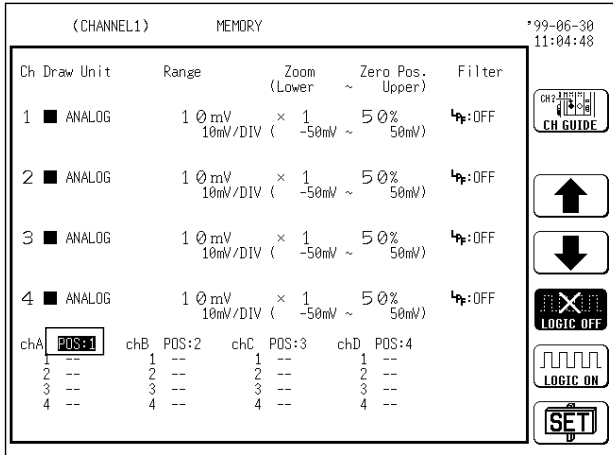 (CHANNEL1) MEMORY '99-06-30
11:04:48
Ch Draw Unit Range Zoom Zero Pos. Filter
(Lower ~ Upper)
1 ■ ANALOG 10mV × 1 50% LPF:OFF
10mV/DIV ( -50mV ~ 50mV)
2 ■ ANALOG 10mV × 1 50% LPF:OFF
10mV/DIV ( -50mV ~ 50mV)
3 ■ ANALOG 10mV × 1 50% LPF:OFF
10mV/DIV ( -50mV ~ 50mV)
4 ■ ANALOG 10mV × 1 50% LPF:OFF
10mV/DIV ( -50mV ~ 50mV)
chA POS:1 chB POS:2 chC POS:3 chD POS:4
1 -- 1 -- 1 -- 1 --
2 -- 2 -- 2 -- 2 --
3 -- 3 -- 3 -- 3 --
4 -- 4 -- 4 -- 4 --
CH?
CH GUIDE
LOGIC OFF
LOGIC ON
SET